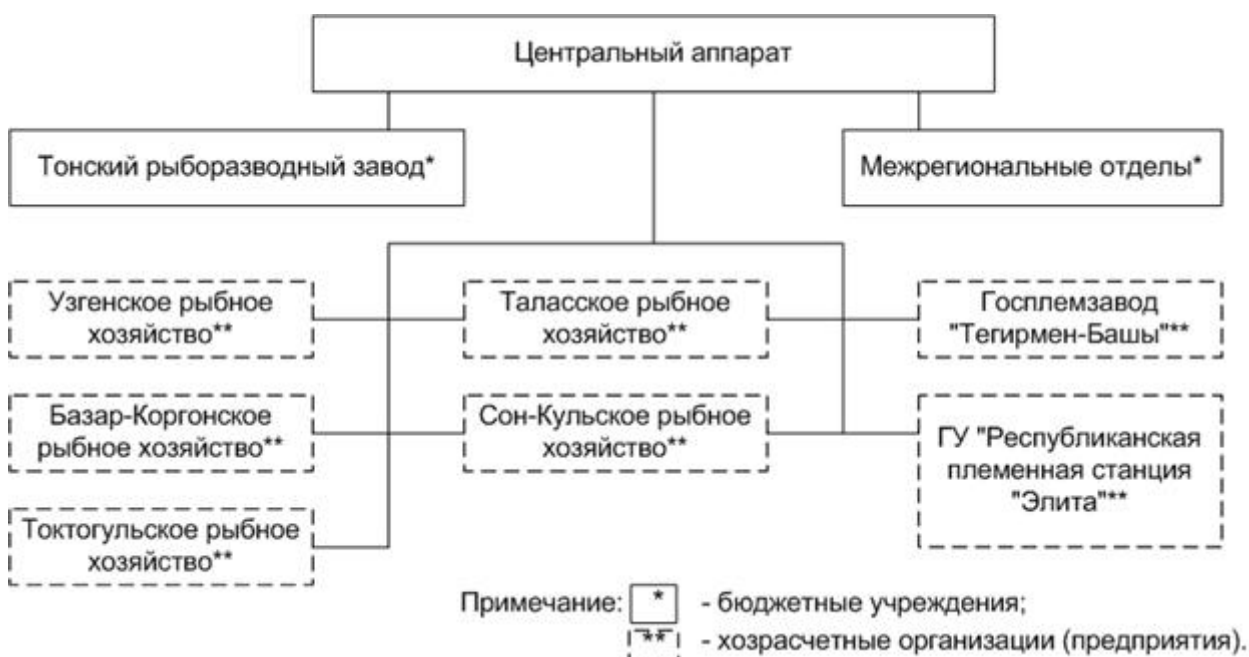 Центральный аппарат
Тонский рыборазводный завод*
Межрегиональные отделы*
Узгенское рыбное
хозяйство**
Таласское рыбное
хозяйство**
Госплемзавод
"Тегирмен-Башы"**
Базар-Коргонское
рыбное хозяйство**
Сон-Кульское рыбное
хозяйство**
ГУ "Республиканская
племенная станция
"Элита"**
Токтогульское рыбное
хозяйство**
Примечание: * - бюджетные учреждения;
** - хозрасчетные организации (предприятия).